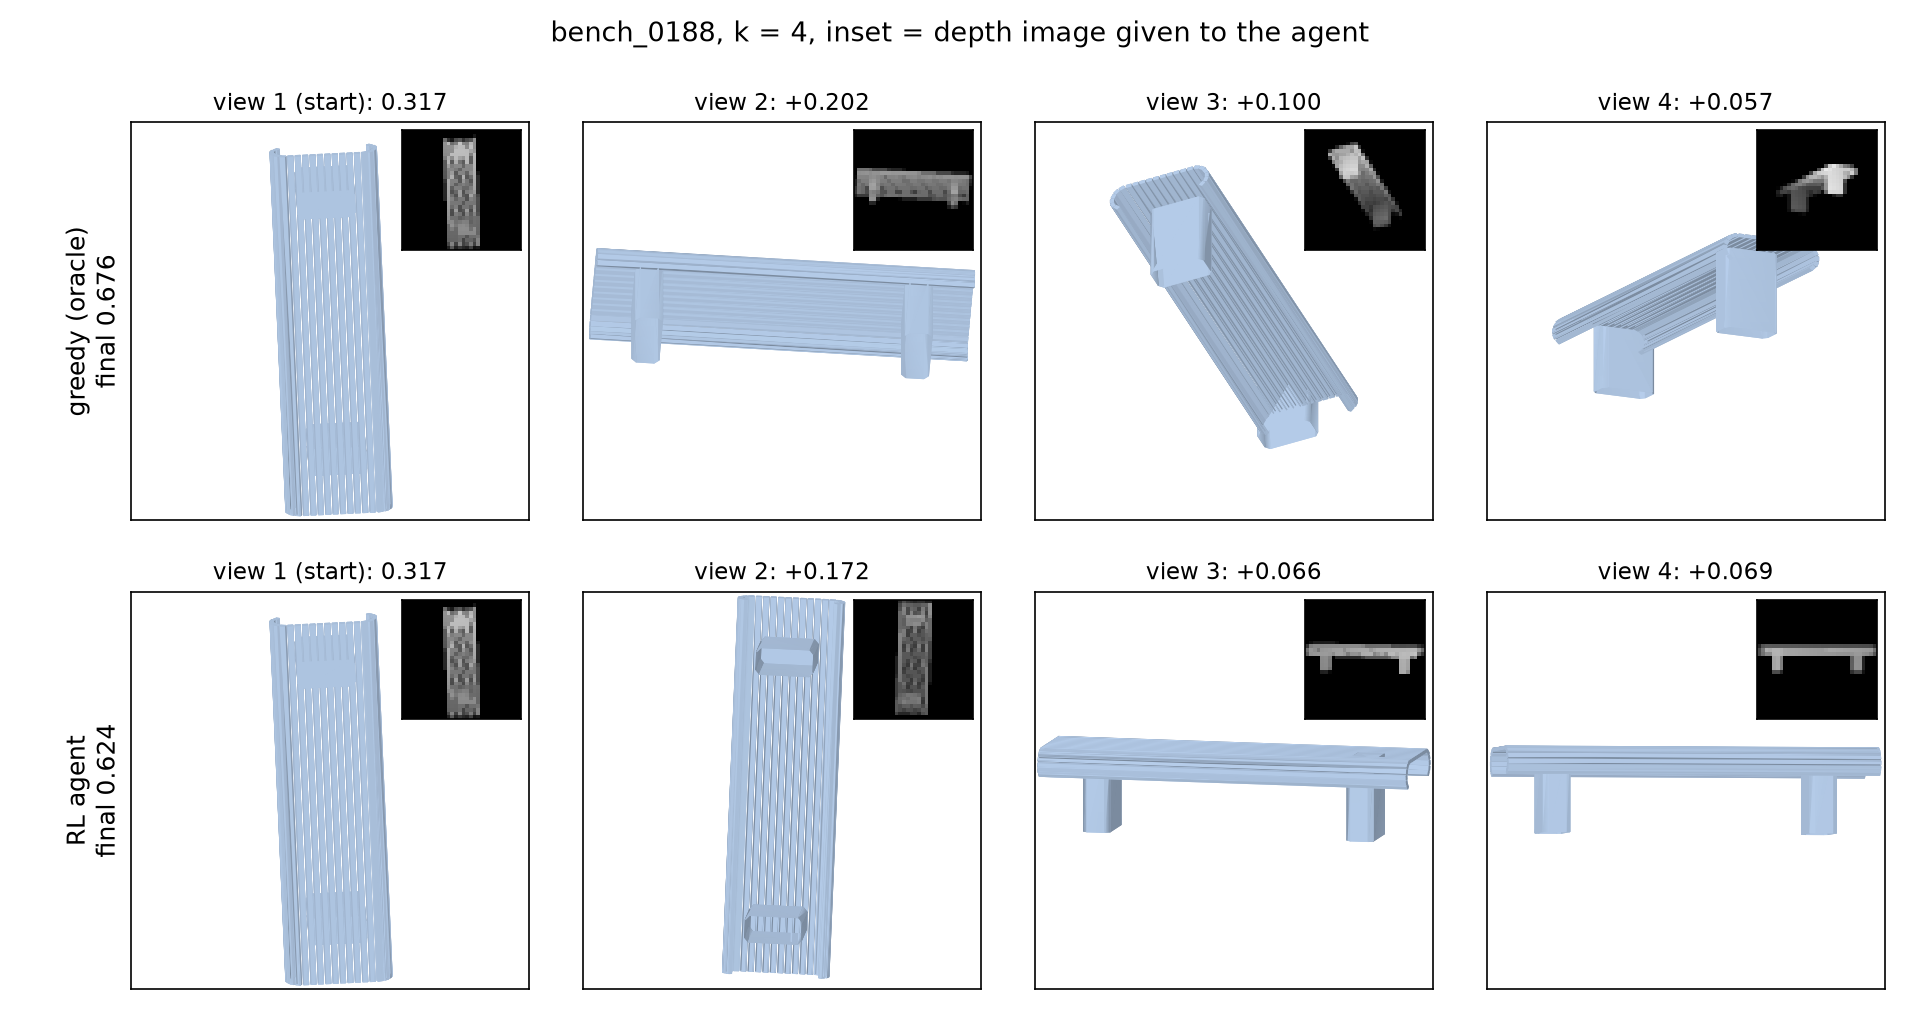 bench_0188, k = 4, inset = depth image given to the agent
greedy (oracle)
final 0.676
view 1 (start): 0.317
view 2: +0.202
view 3: +0.100
view 4: +0.057
RL agent
final 0.624
view 1 (start): 0.317
view 2: +0.172
view 3: +0.066
view 4: +0.069